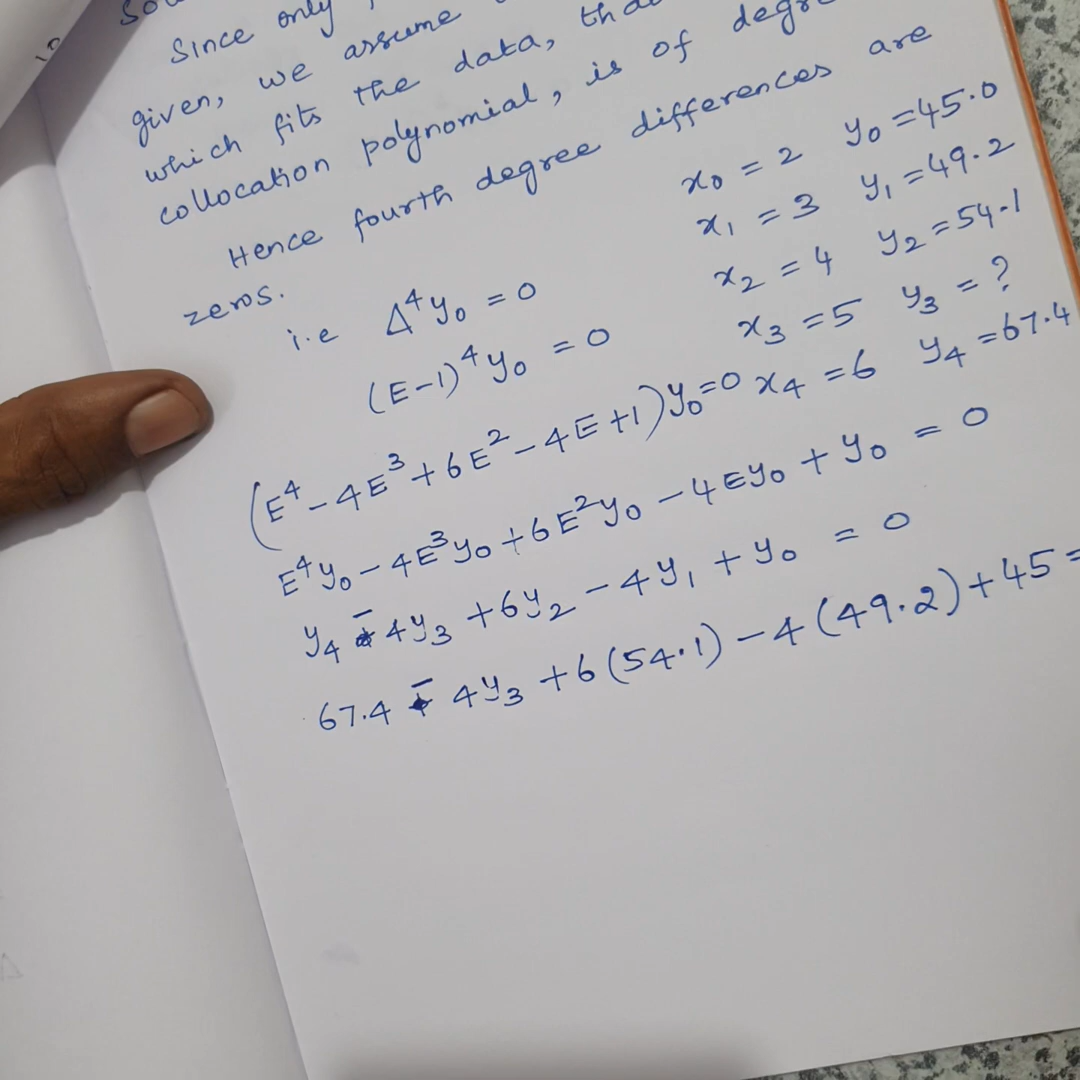 Since only
given, we assume
which fits the data,
collocation polynomial, is of
Hence fourth degree differences are
zeros.
x₀ = 2 y₀ = 45.0
x₁ = 3 y₁ = 49.2
x₂ = 4 y₂ = 54.1
x₃ = 5 y₃ = ?
x₄ = 6 y₄ = 67.4
i.e Δ⁴y₀ = 0
(E-1)⁴y₀ = 0
(E⁴ - 4E³ + 6E² - 4E + 1)y₀ = 0
E⁴y₀ - 4E³y₀ + 6E²y₀ - 4Ey₀ + y₀ = 0
y₄ - 4y₃ + 6y₂ - 4y₁ + y₀ = 0
67.4 - 4y₃ + 6(54.1) - 4(49.2) + 45 =